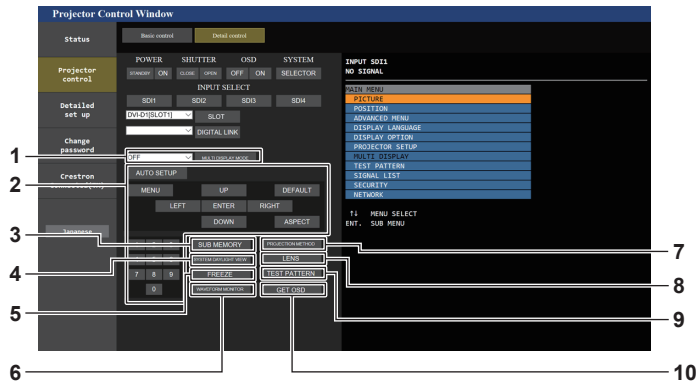 Projector Control Window
Status
Projector
control
Detailed
set up
Change
password
Crestron
Japanese
Basic control
Detail control
POWER SHUTTER OSD SYSTEM
STANDBY ON CLOSE OPEN OFF ON SELECTOR
INPUT SELECT
SDI1 SDI2 SDI3 SDI4
DVI-D1[SLOT1] SLOT
DIGITAL LINK
OFF MULTI DISPLAY MODE
AUTO SETUP
MENU UP DEFAULT
LEFT ENTER RIGHT
DOWN ASPECT
SUB MEMORY PROJECTION METHOD
SYSTEM DAYLIGHT VIEW LENS
7 8 9 FREEZE TEST PATTERN
0 WAVEFORM MONITOR GET OSD
INPUT SDI1
NO SIGNAL
MAIN MENU
PICTURE
POSITION
ADVANCED MENU
DISPLAY LANGUAGE
DISPLAY OPTION
PROJECTOR SETUP
MULTI DISPLAY
TEST PATTERN
SIGNAL LIST
SECURITY
NETWORK
↑↓ MENU SELECT
ENT. SUB MENU
1
2
3
4
5
6
7
8
9
10